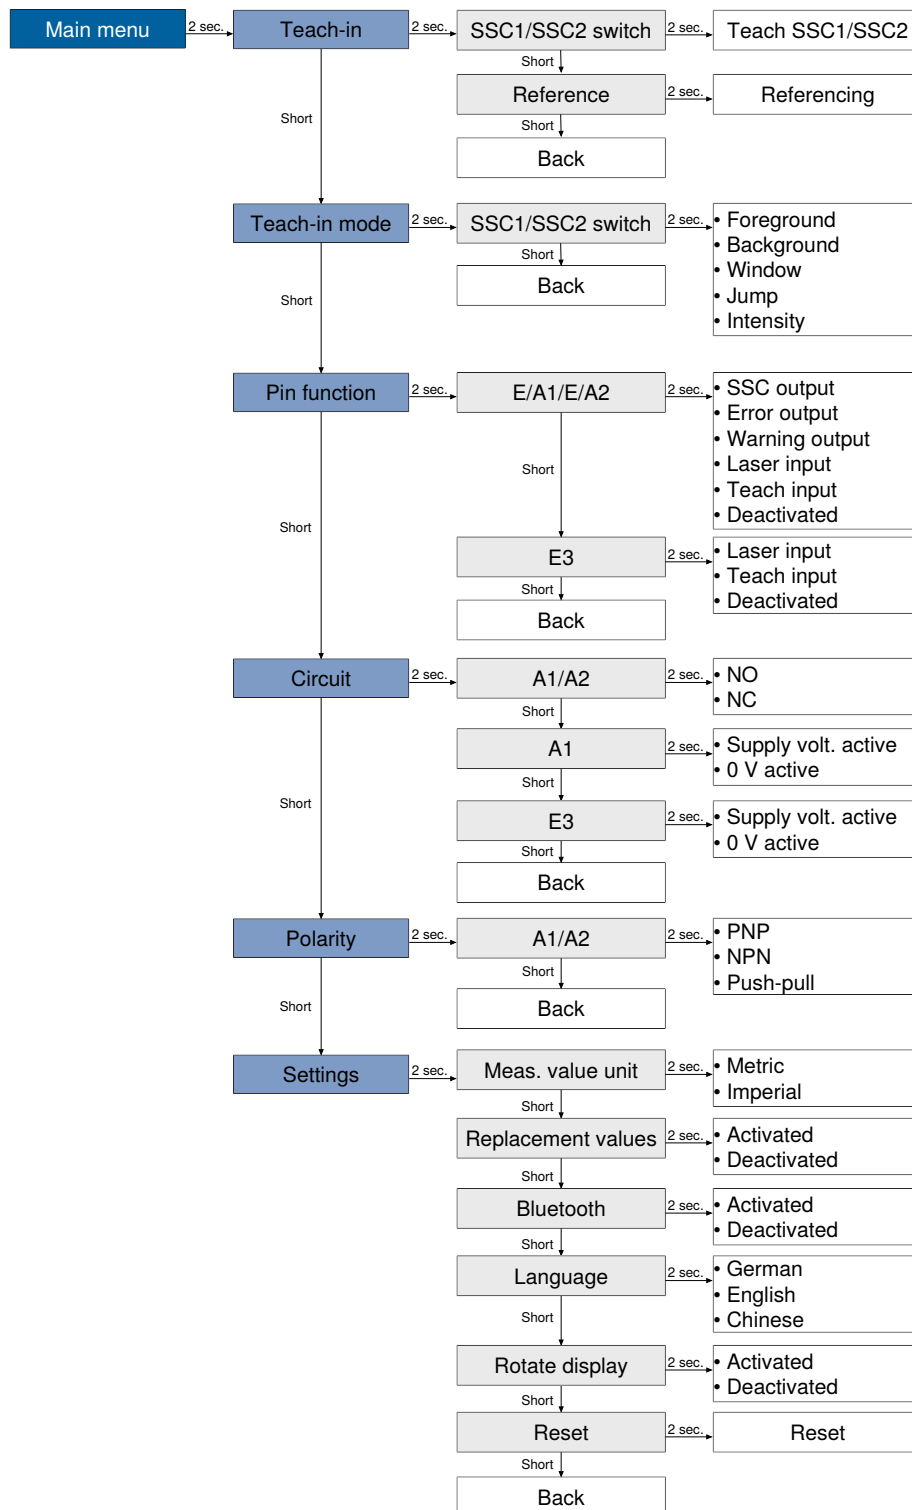 Main menu
2 sec.
Teach-in
2 sec.
SSC1/SSC2 switch
2 sec.
Teach SSC1/SSC2
Short
Reference
2 sec.
Referencing
Short
Short
Back
Teach-in mode
2 sec.
SSC1/SSC2 switch
2 sec.
• Foreground
• Background
• Window
• Jump
• Intensity
Short
Back
Short
Pin function
2 sec.
E/A1/E/A2
2 sec.
• SSC output
• Error output
• Warning output
• Laser input
• Teach input
• Deactivated
Short
Short
E3
2 sec.
• Laser input
• Teach input
• Deactivated
Short
Back
Circuit
2 sec.
A1/A2
2 sec.
• NO
• NC
Short
A1
2 sec.
• Supply volt. active
• 0 V active
Short
Short
E3
2 sec.
• Supply volt. active
• 0 V active
Short
Back
Polarity
2 sec.
A1/A2
2 sec.
• PNP
• NPN
• Push-pull
Short
Back
Short
Settings
2 sec.
Meas. value unit
2 sec.
• Metric
• Imperial
Short
Replacement values
2 sec.
• Activated
• Deactivated
Short
Bluetooth
2 sec.
• Activated
• Deactivated
Short
Language
2 sec.
• German
• English
• Chinese
Short
Rotate display
2 sec.
• Activated
• Deactivated
Short
Reset
2 sec.
Reset
Short
Back